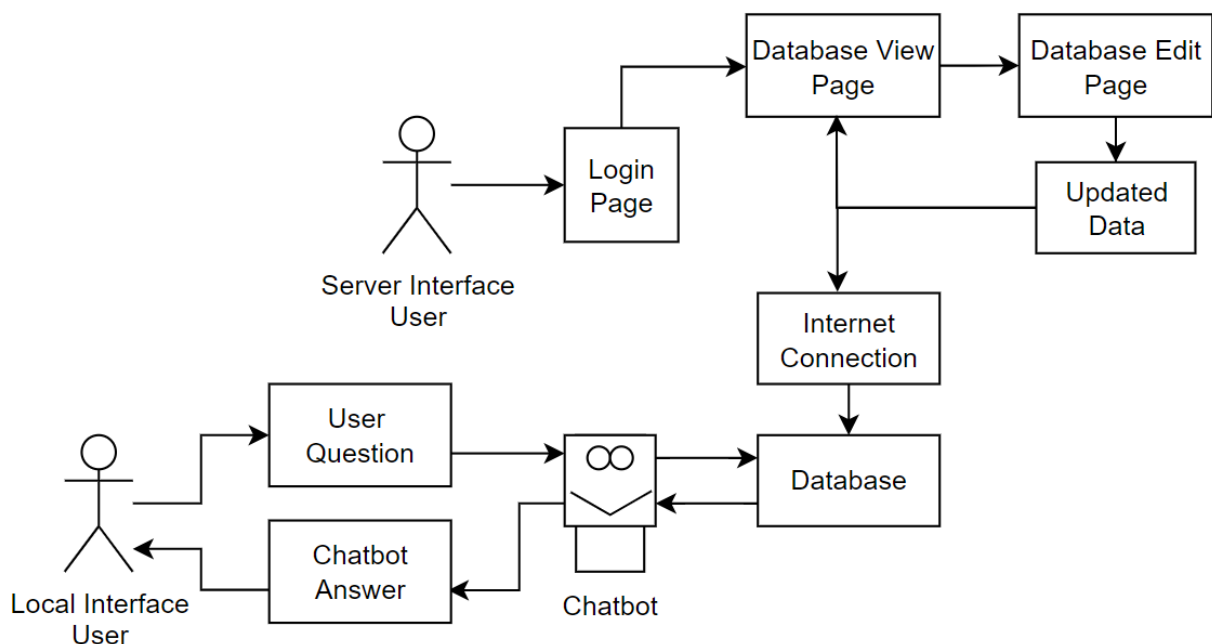 Database View
Page
Database Edit
Page
Login
Page
Updated
Data
Server Interface
User
Internet
Connection
User
Question
Database
Chatbot
Answer
Chatbot
Local Interface
User